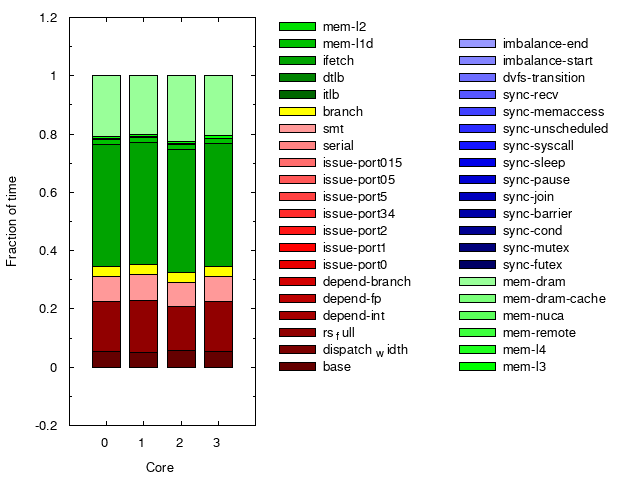 1.2
1
0.8
0.6
0.4
0.2
0
-0.2
Fraction of time
0 1 2 3
Core
mem-l2
mem-l1d
ifetch
dtlb
itlb
branch
smt
serial
issue-port015
issue-port05
issue-port5
issue-port34
issue-port2
issue-port1
issue-port0
depend-branch
depend-fp
depend-int
rsfull
dispatchwidth
base
imbalance-end
imbalance-start
dvfs-transition
sync-recv
sync-memaccess
sync-unscheduled
sync-syscall
sync-sleep
sync-pause
sync-join
sync-barrier
sync-cond
sync-mutex
sync-futex
mem-dram
mem-dram-cache
mem-nuca
mem-remote
mem-l4
mem-l3